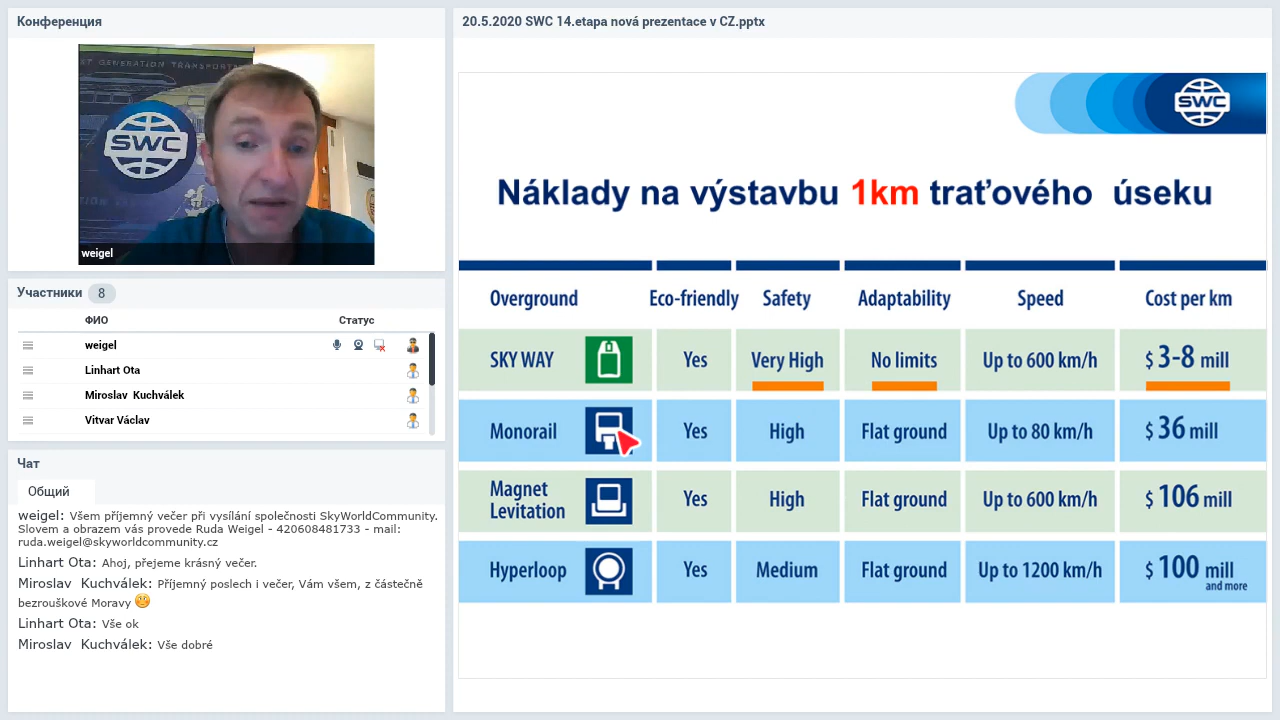 Конференция
NEXT GENERATION TRANSPORT
SWC
weigel
Участники 8
ФИО Статус
weigel
Linhart Ota
Miroslav Kuchválek
Vitvar Václav
Чат
Общий
weigel: Všem příjemný večer při vysílání společnosti SkyWorldCommunity.
Slovem a obrazem vás provede Ruda Weigel - 420608481733 - mail:
ruda.weigel@skyworldcommunity.cz
Linhart Ota: Ahoj, přejeme krásný večer.
Miroslav Kuchválek: Příjemný poslech i večer, Vám všem, z částečně
bezrouškové Moravy
Linhart Ota: Vše ok
Miroslav Kuchválek: Vše dobré
20.5.2020 SWC 14.etapa nová prezentace v CZ.pptx
SWC
Náklady na výstavbu 1km traťového úseku
Overground Eco-friendly Safety Adaptability Speed Cost per km
SKY WAY Yes Very High No limits Up to 600 km/h $ 3-8 mill
Monorail Yes High Flat ground Up to 80 km/h $ 36 mill
Magnet
Levitation Yes High Flat ground Up to 600 km/h $ 106 mill
Hyperloop Yes Medium Flat ground Up to 1200 km/h $ 100 mill
and more